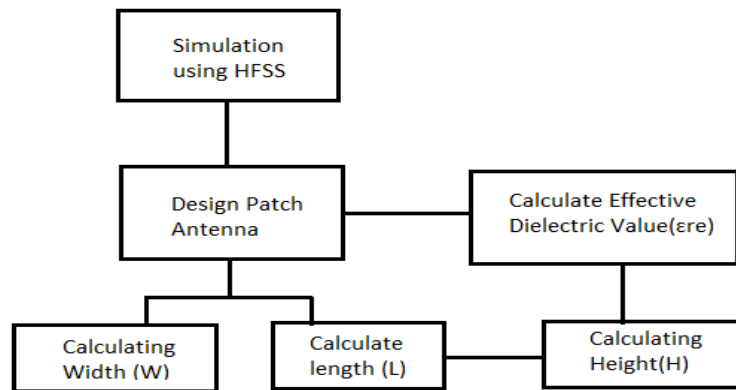 Simulation
using HFSS
Design Patch
Antenna
Calculate Effective
Dielectric Value(εre)
Calculating
Width (W)
Calculate
length (L)
Calculating
Height(H)